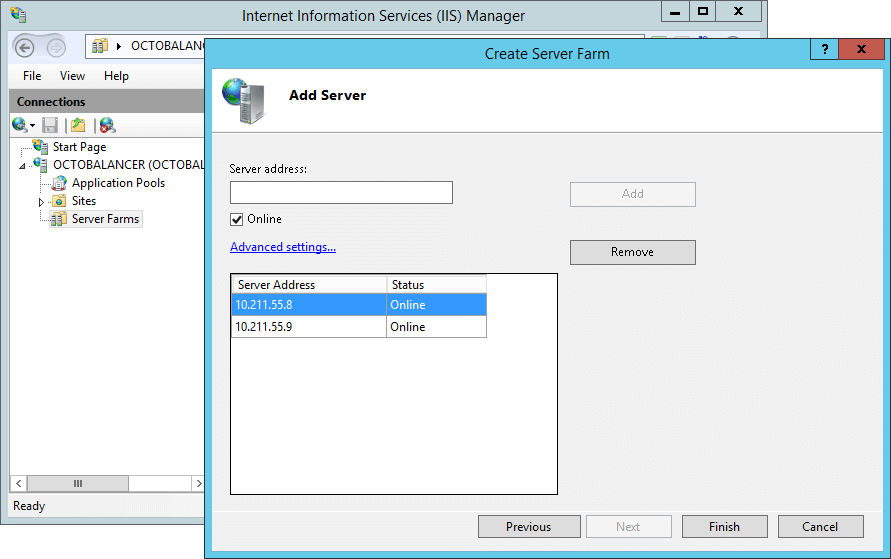 Internet Information Services (IIS) Manager
OCTOBALANC
File View Help
Connections
Start Page
OCTOBALANCER (OCTOBAL
Application Pools
Sites
Server Farms
Ready
Create Server Farm
?
Add Server
Server address:
Add
Online
Advanced settings...
Remove
Server Address Status
10.211.55.8 Online
10.211.55.9 Online
Previous Next Finish Cancel